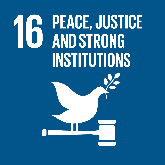 16 PEACE, JUSTICE
AND STRONG
INSTITUTIONS